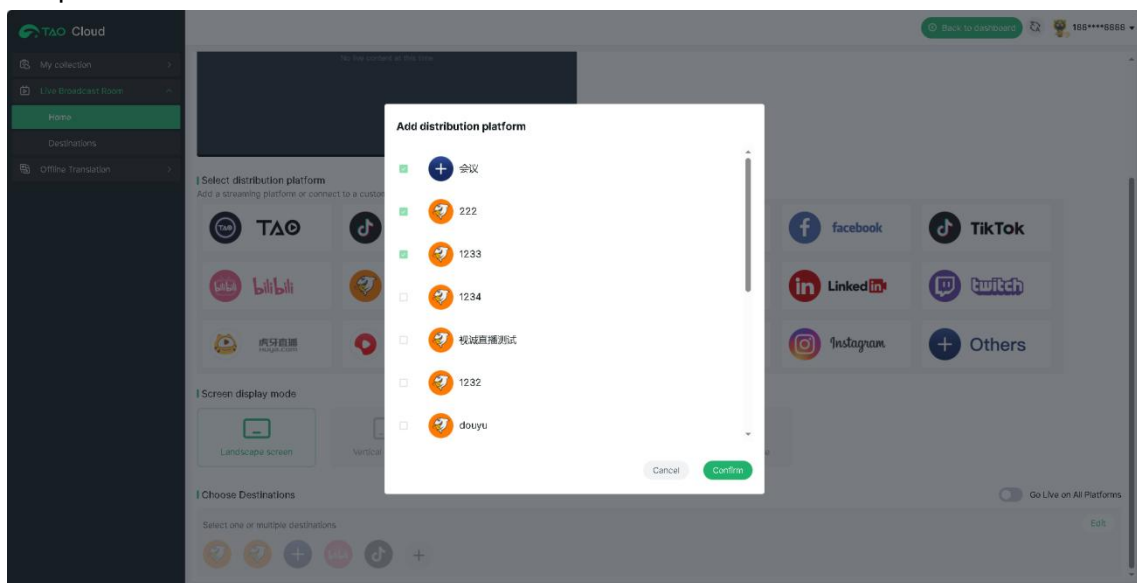 TAO Cloud
Back to dashboard
186****6886
My collection
Live Broadcast Room
Home
Destinations
Offline Translation
No live content at this time
Add distribution platform
会议
222
1233
1234
视诚直播测试
1232
douyu
Cancel
Confirm
Select distribution platform
Add a streaming platform or connect to a custom
TAO
facebook
TikTok
bilibili
Linked in
twitch
虎牙直播
Instagram
Others
Screen display mode
Landscape screen
Vertical
Choose Destinations
Go Live on All Platforms
Select one or multiple destinations
Edit